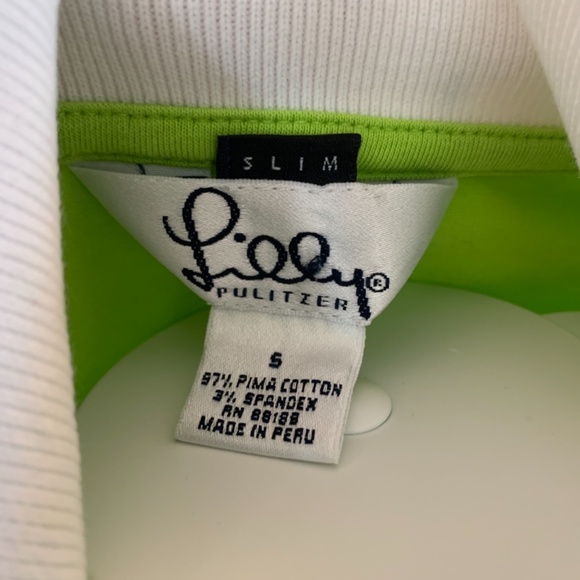 SLIM
Lilly®
PULITZER
S
97% PIMA COTTON
3% SPANDEX
RN 88188
MADE IN PERU